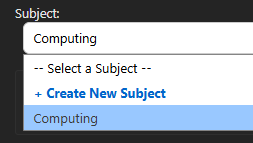 Subject:
Computing
-- Select a Subject --
+ Create New Subject
Computing